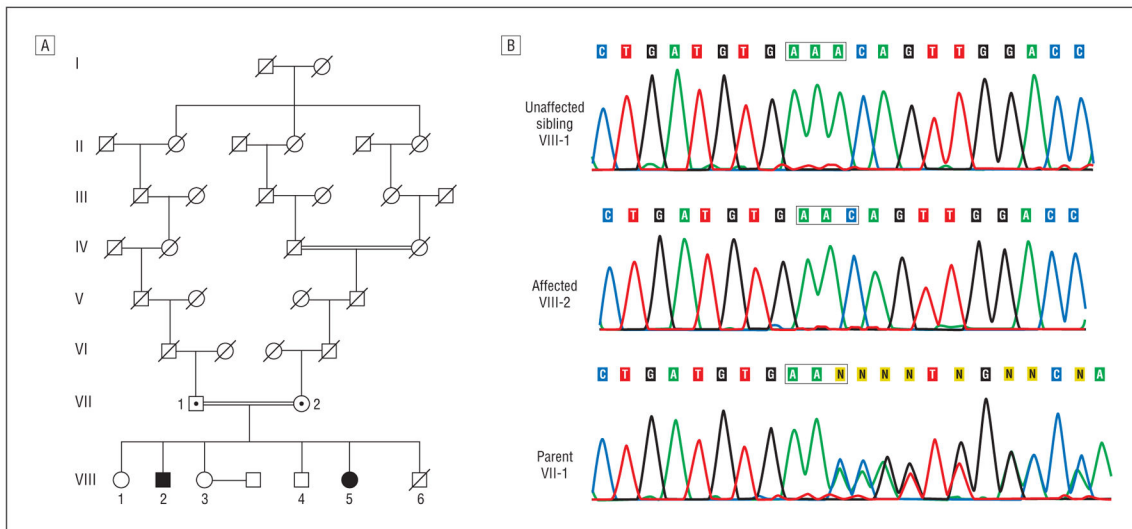 A
I
II
III
IV
V
VI
VII
1
2
VIII
1
2
3
4
5
6
B
C T G A T G T G A A A C A G T T G G A C C
Unaffected
sibling
VIII-1
C T G A T G T G A A C A G T T G G A C C
Affected
VIII-2
C T G A T G T G A A N N N N T N G N N C N A
Parent
VII-1